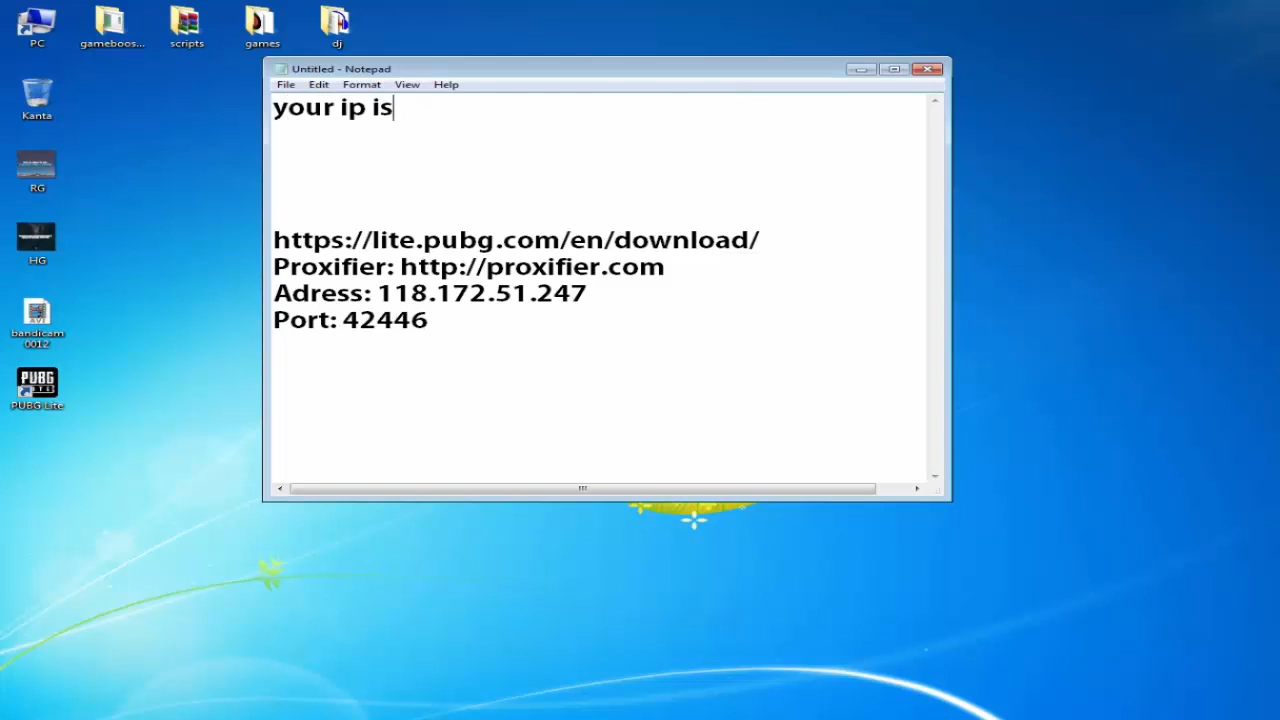 PC
gameboos...
scripts
games
dj
Kanta
RG
HG
bandicam
0012
PUBG
PUBG Lite
Untitled - Notepad
File Edit Format View Help
your ip is
https://lite.pubg.com/en/download/
Proxifier: http://proxifier.com
Adress: 118.172.51.247
Port: 42446